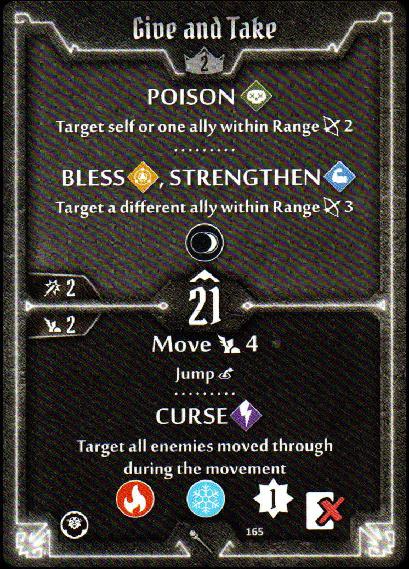 Give and Take
2
POISON
Target self or one ally within Range 2
BLESS, STRENGTHEN
Target a different ally within Range 3
2
21
2
Move 4
Jump
CURSE
Target all enemies moved through
during the movement
1
165